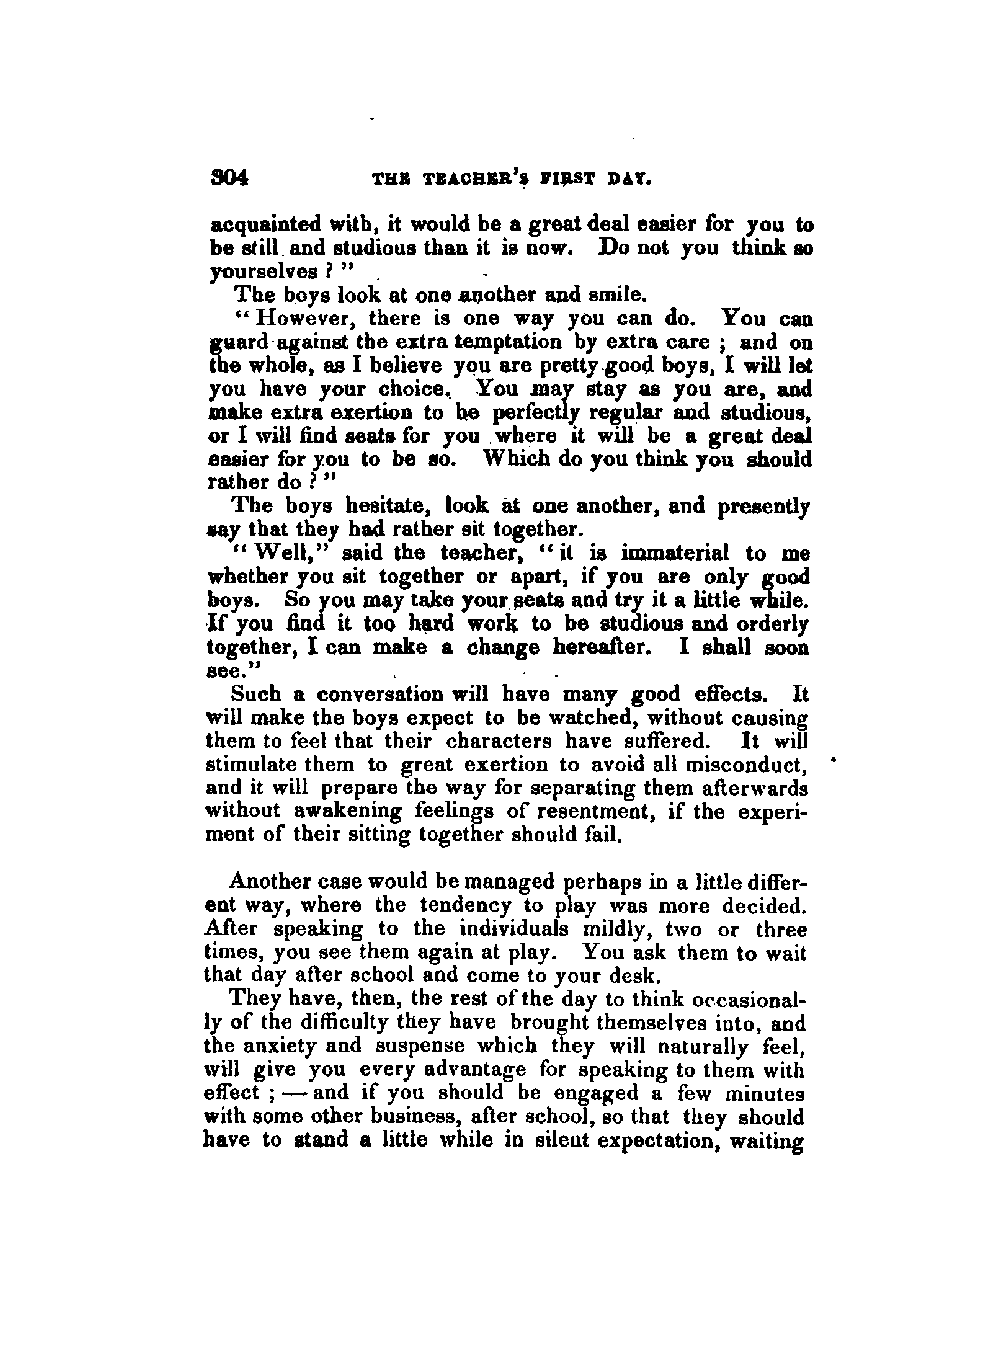 304 THE TEACHER'S FIRST DAY.
acquainted with, it would be a great deal easier for you to
be still and studious than it is now. Do not you think so
yourselves ? "
The boys look at one another and smile.
" However, there is one way you can do. You can
guard against the extra temptation by extra care ; and on
the whole, as I believe you are pretty good boys, I will let
you have your choice. You may stay as you are, and
make extra exertion to be perfectly regular and studious,
or I will find seats for you where it will be a great deal
easier for you to be so. Which do you think you should
rather do ? "
The boys hesitate, look at one another, and presently
say that they had rather sit together.
" Well," said the teacher, " it is immaterial to me
whether you sit together or apart, if you are only good
boys. So you may take your seats and try it a little while.
If you find it too hard work to be studious and orderly
together, I can make a change hereafter. I shall soon
see."
Such a conversation will have many good effects. It
will make the boys expect to be watched, without causing
them to feel that their characters have suffered. It will
stimulate them to great exertion to avoid all misconduct,
and it will prepare the way for separating them afterwards
without awakening feelings of resentment, if the experi-
ment of their sitting together should fail.
Another case would be managed perhaps in a little differ-
ent way, where the tendency to play was more decided.
After speaking to the individuals mildly, two or three
times, you see them again at play. You ask them to wait
that day after school and come to your desk.
They have, then, the rest of the day to think occasional-
ly of the difficulty they have brought themselves into, and
the anxiety and suspense which they will naturally feel,
will give you every advantage for speaking to them with
effect ; — and if you should be engaged a few minutes
with some other business, after school, so that they should
have to stand a little while in silent expectation, waiting